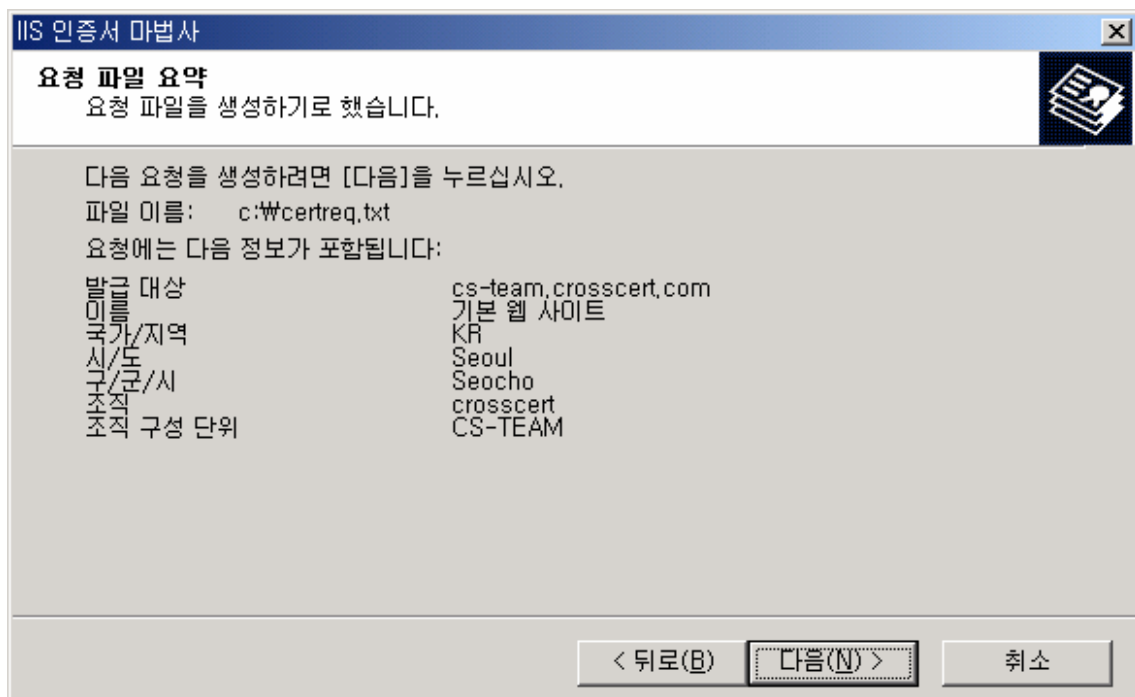 IIS 인증서 마법사
요청 파일 요약
요청 파일을 생성하기로 했습니다.
다음 요청을 생성하려면 [다음]을 누르십시오.
파일 이름: c:₩certreq.txt
요청에는 다음 정보가 포함됩니다:
발급 대상 cs-team.crosscert.com
이름 기본 웹 사이트
국가/지역 KR
시/도 Seoul
구/군/시 Seocho
조직 crosscert
조직 구성 단위 CS-TEAM
< 뒤로(B) 다음(N) > 취소